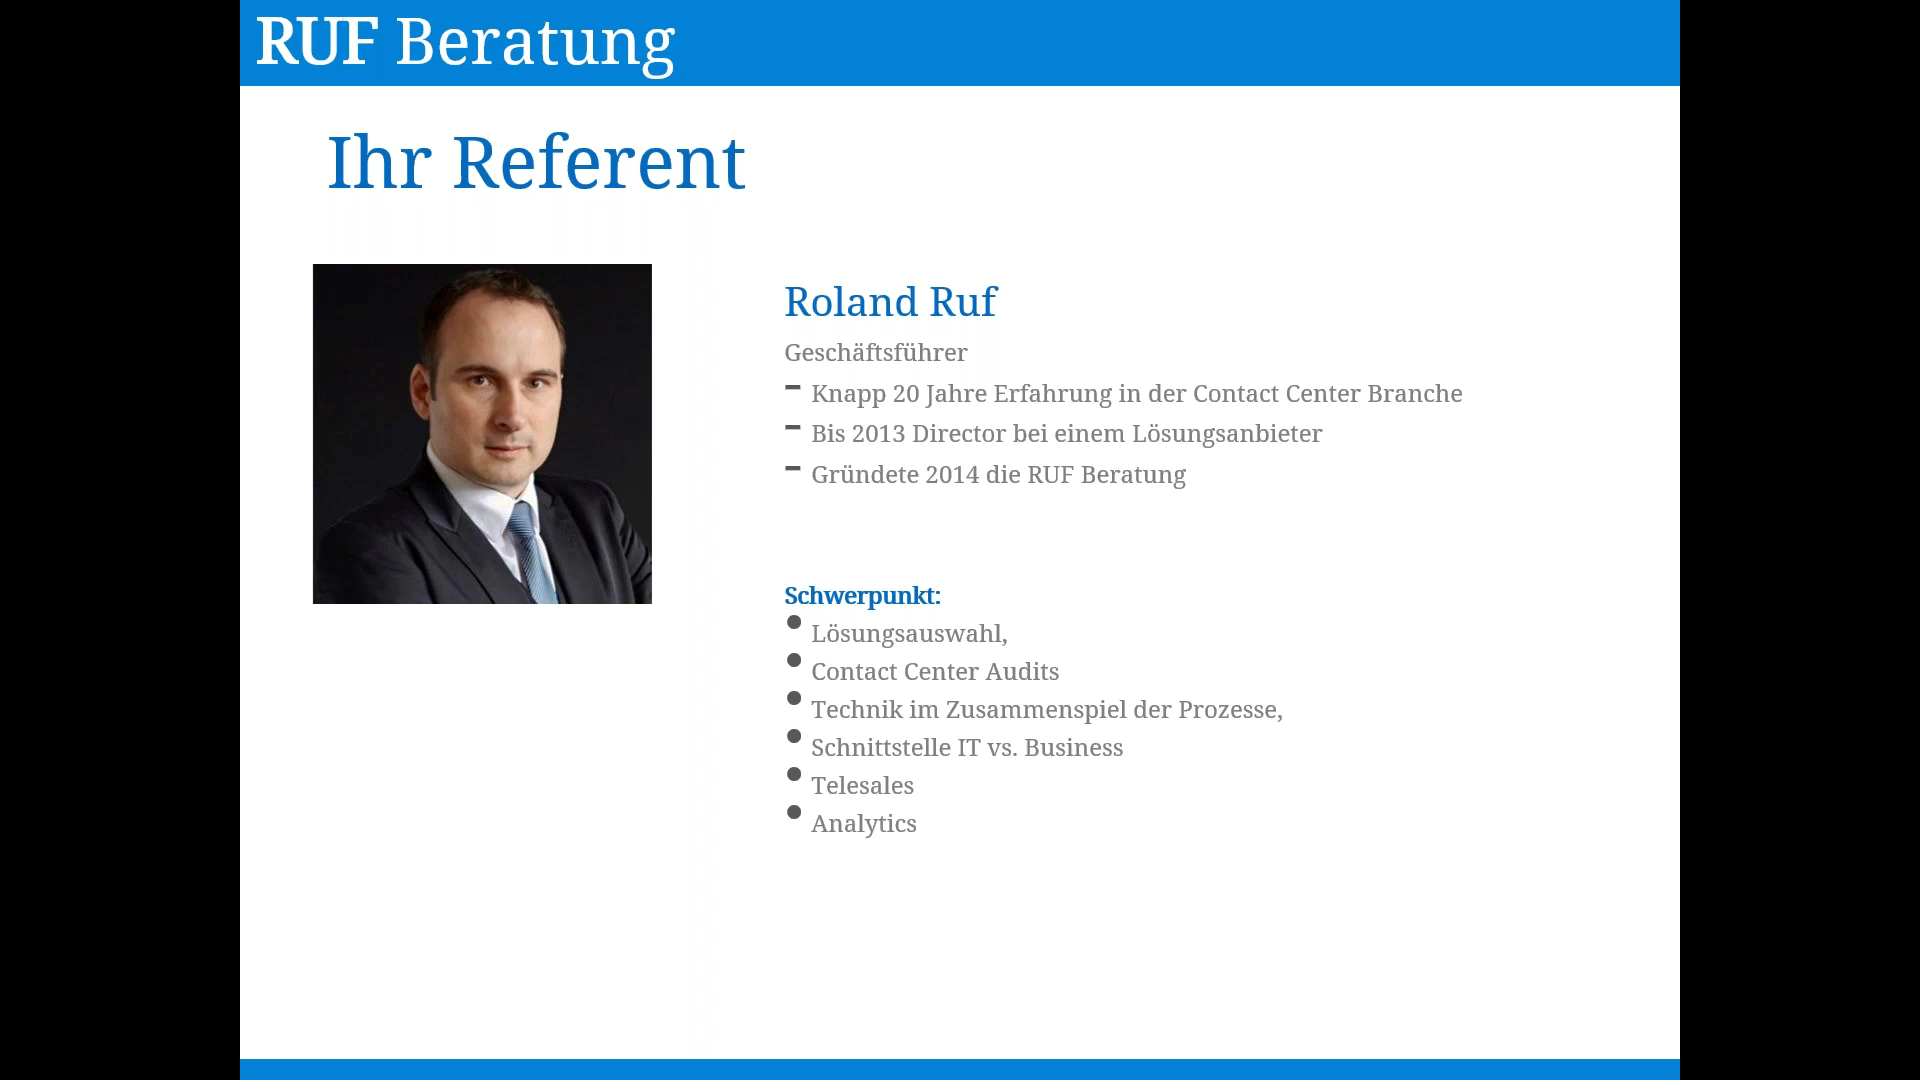 RUF Beratung
Ihr Referent
Roland Ruf
Geschäftsführer
- Knapp 20 Jahre Erfahrung in der Contact Center Branche
- Bis 2013 Director bei einem Lösungsanbieter
- Gründete 2014 die RUF Beratung
Schwerpunkt:
• Lösungsauswahl,
• Contact Center Audits
• Technik im Zusammenspiel der Prozesse,
• Schnittstelle IT vs. Business
• Telesales
• Analytics